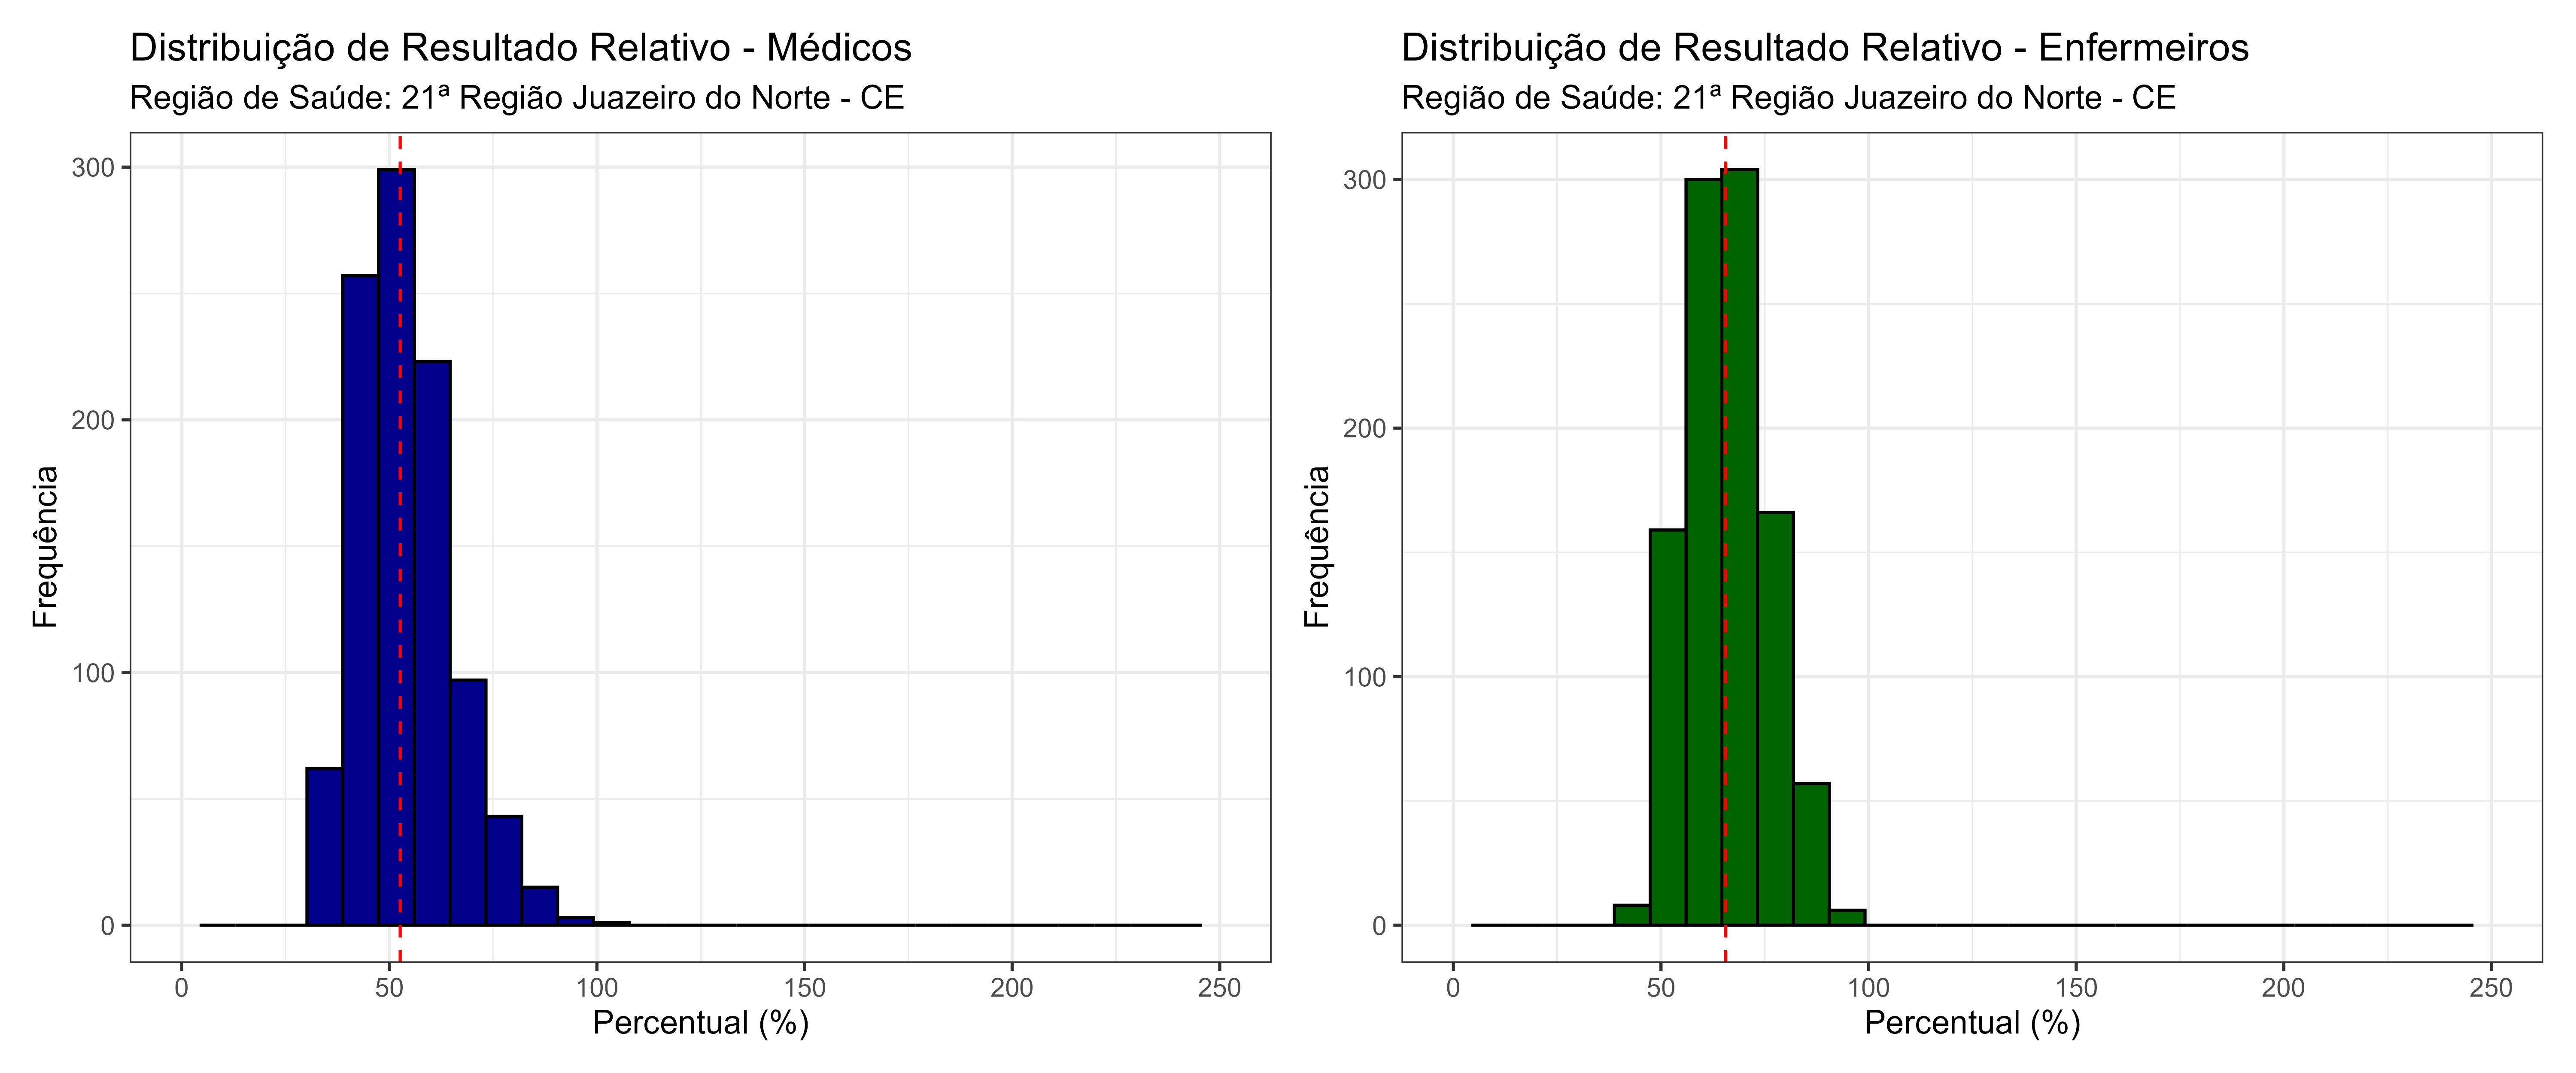 Distribuição de Resultado Relativo - Médicos
Região de Saúde: 21ª Região Juazeiro do Norte - CE
300
200
100
0
Frequência
0 50 100 150 200 250
Percentual (%)
Distribuição de Resultado Relativo - Enfermeiros
Região de Saúde: 21ª Região Juazeiro do Norte - CE
300
200
100
0
Frequência
0 50 100 150 200 250
Percentual (%)